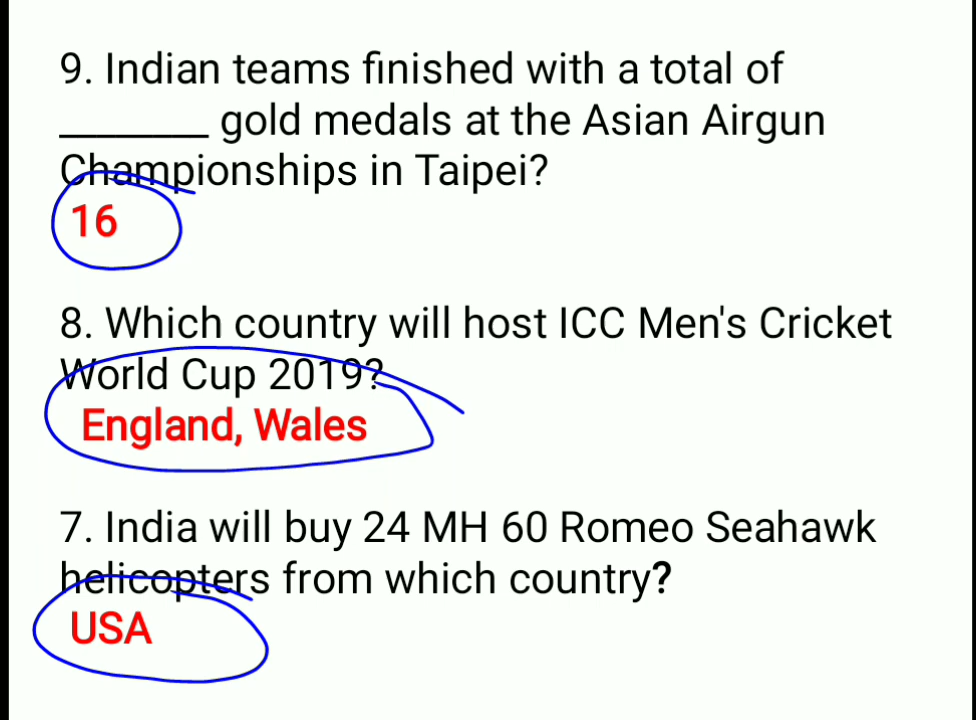 9. Indian teams finished with a total of
________ gold medals at the Asian Airgun
Championships in Taipei?
16
8. Which country will host ICC Men's Cricket
World Cup 2019?
England, Wales
7. India will buy 24 MH 60 Romeo Seahawk
helicopters from which country?
USA